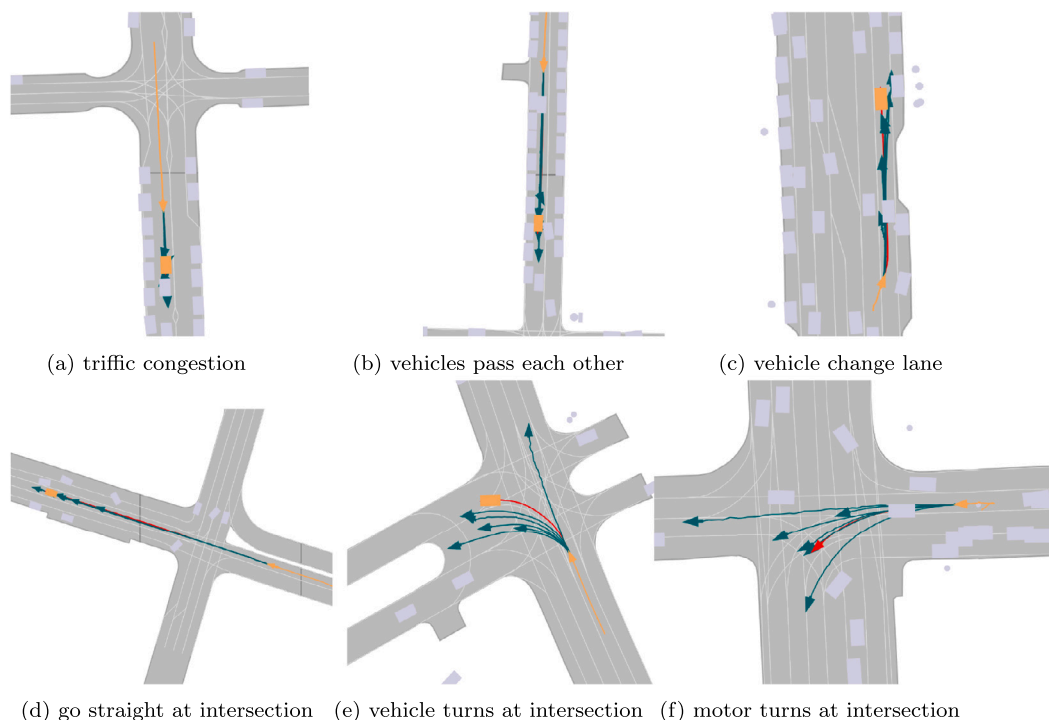 (a) triffic congestion
(b) vehicles pass each other
(c) vehicle change lane
(d) go straight at intersection
(e) vehicle turns at intersection
(f) motor turns at intersection